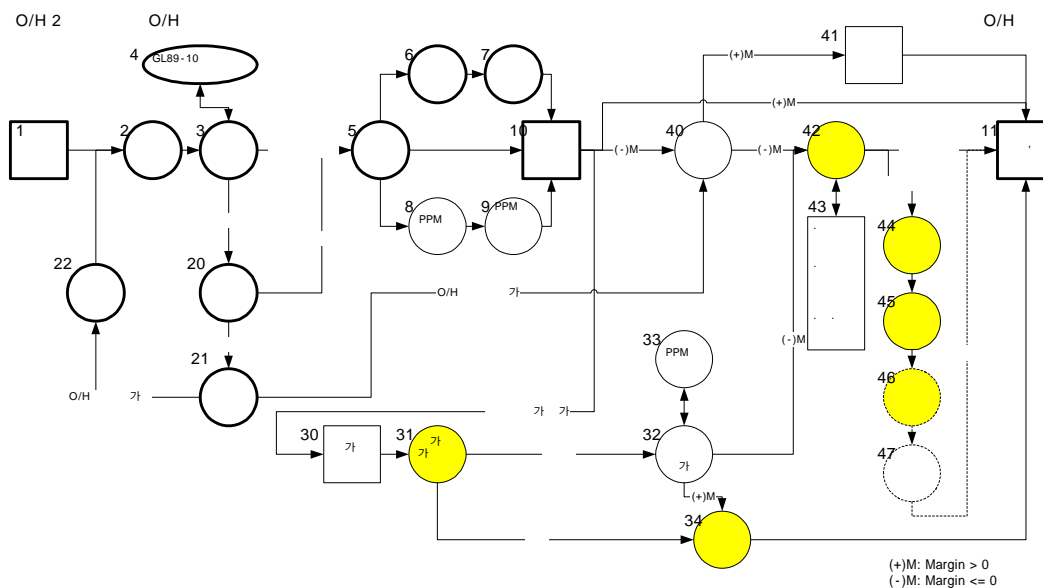 O/H 2
O/H
O/H
4
GL89-10
6
7
41
(+)M
(+)M
1
2
3
5
10
(-)M
40
(-)M
42
11
8
PPM
9
PPM
43
44
22
20
O/H
가
45
33
PPM
(-)M
21
46
O/H
가
가 가
30
가
31
가
가
32
가
47
(+)M
34
(+)M: Margin > 0
(-)M: Margin <= 0